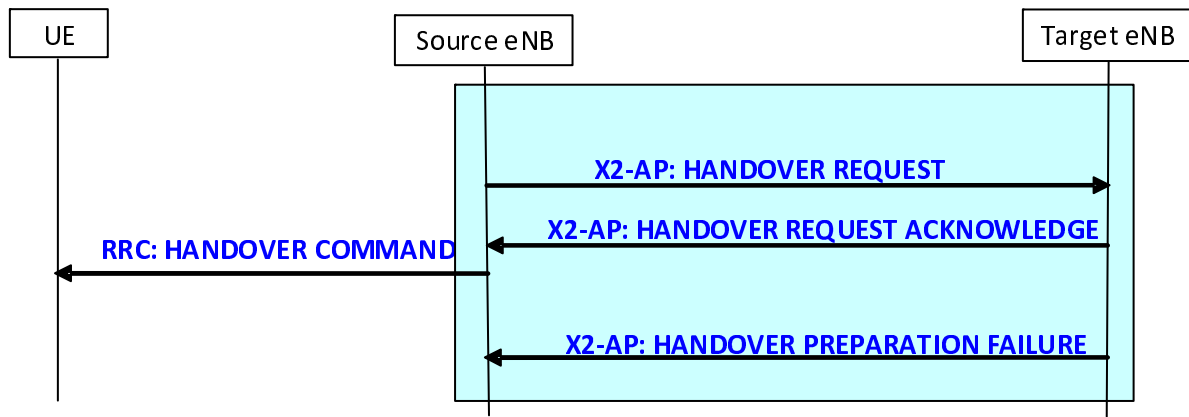 UE
Source eNB
Target eNB
X2-AP: HANDOVER REQUEST
X2-AP: HANDOVER REQUEST ACKNOWLEDGE
RRC: HANDOVER COMMAND
X2-AP: HANDOVER PREPARATION FAILURE